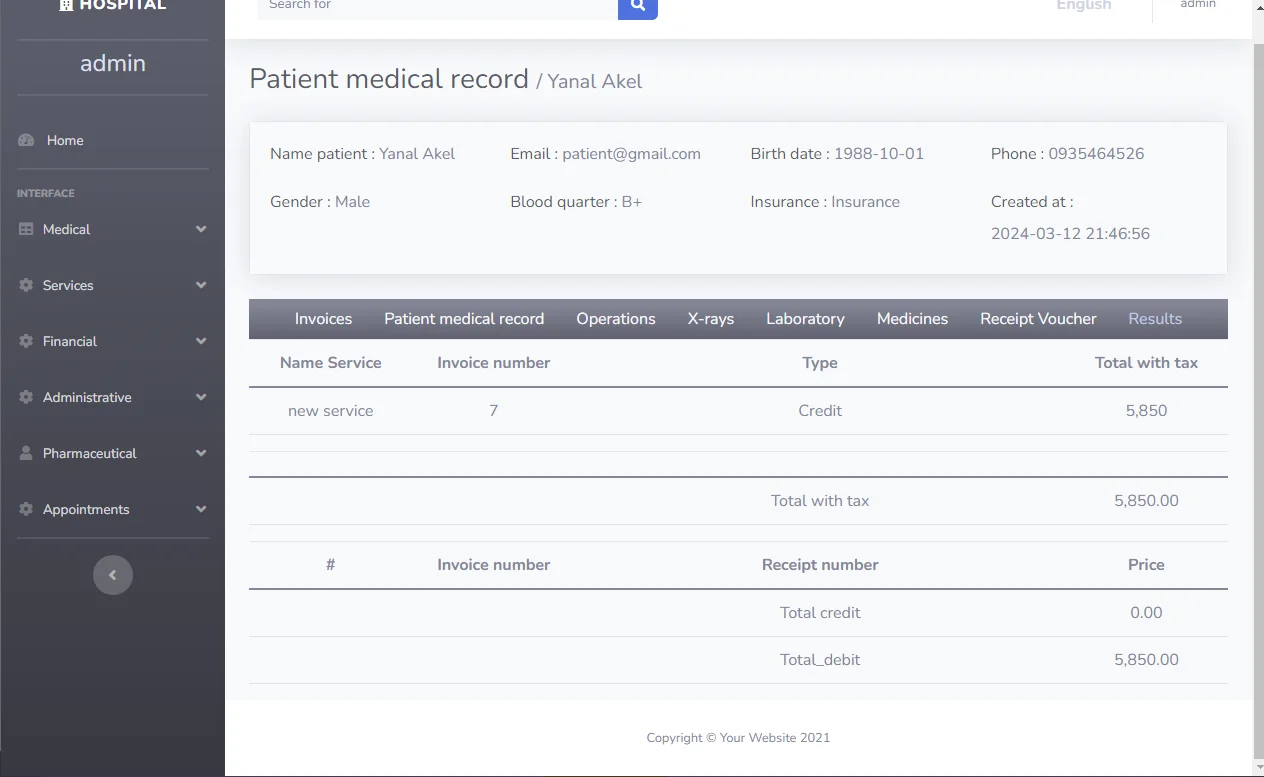 HOSPITAL
Search for
English
admin
admin
Home
INTERFACE
Medical
Services
Financial
Administrative
Pharmaceutical
Appointments
Patient medical record / Yanal Akel
Name patient : Yanal Akel Email : patient@gmail.com Birth date : 1988-10-01 Phone : 0935464526
Gender : Male Blood quarter : B+ Insurance : Insurance Created at :
2024-03-12 21:46:56
Invoices Patient medical record Operations X-rays Laboratory Medicines Receipt Voucher Results
Name Service Invoice number Type Total with tax
new service 7 Credit 5,850
Total with tax 5,850.00
# Invoice number Receipt number Price
Total credit 0.00
Total_debit 5,850.00
Copyright © Your Website 2021